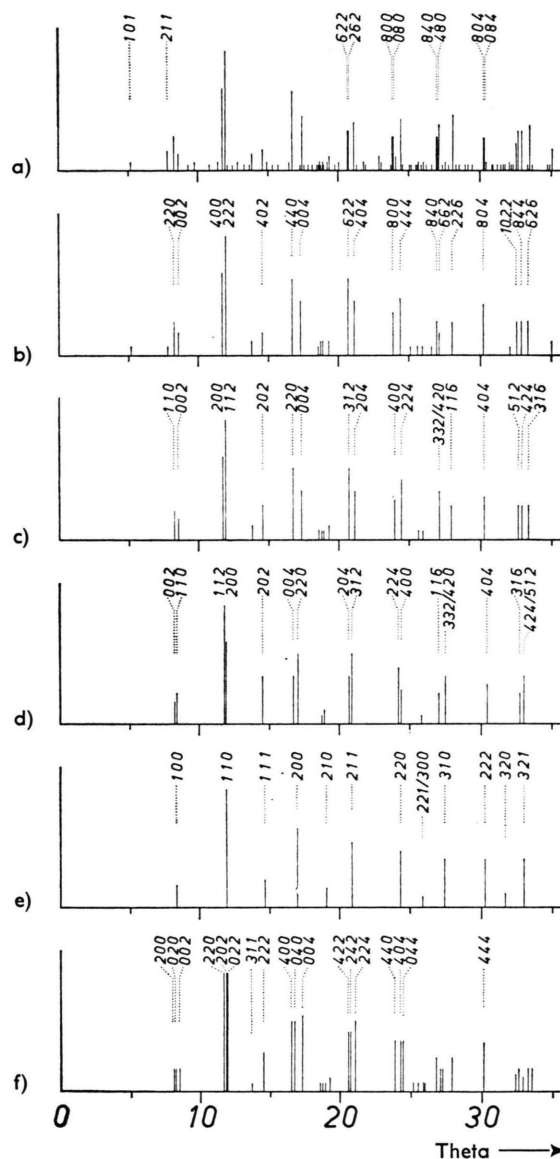 101 211 622 262 800 080 840 480 804 084
a)
220 002 400 222 402 440 004 622 404 800 444 840 662 226 804 1022 844 626
b)
110 002 200 112 202 220 004 312 204 400 224 332/420 116 404 512 424 316
c)
002 110 112 200 202 004 220 204 312 224 400 116 332/420 404 316 424/512
d)
100 110 111 200 210 211 220 221/300 310 222 320 321
e)
200 020 002 220 202 022 311 222 400 040 004 422 242 224 440 404 044 444
f)
0 10 20 30
Theta